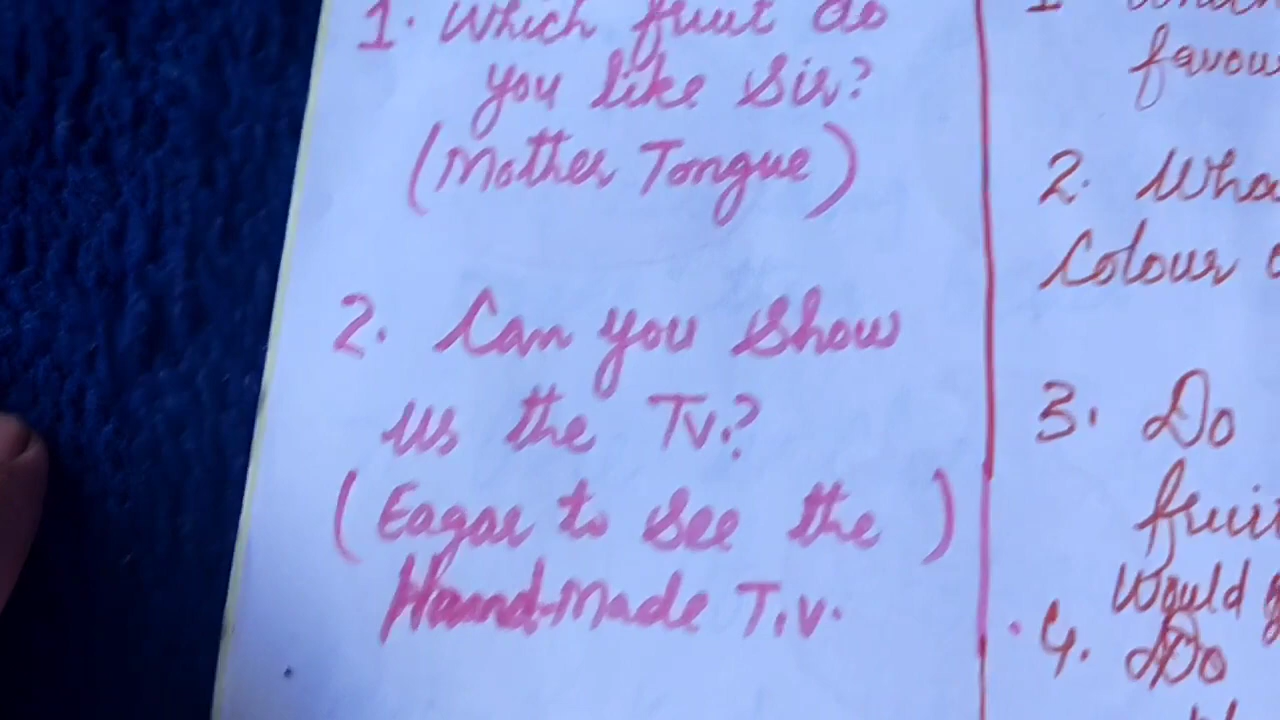 1. Which fruit do
you like Sir?
(Mother Tongue)
2. Can you Show
us the Tv.?
(Eagar to See the)
Hand-Made T.V.
1
favou
2. Wha
Colour
3. Do
fruit
Would
4. Do